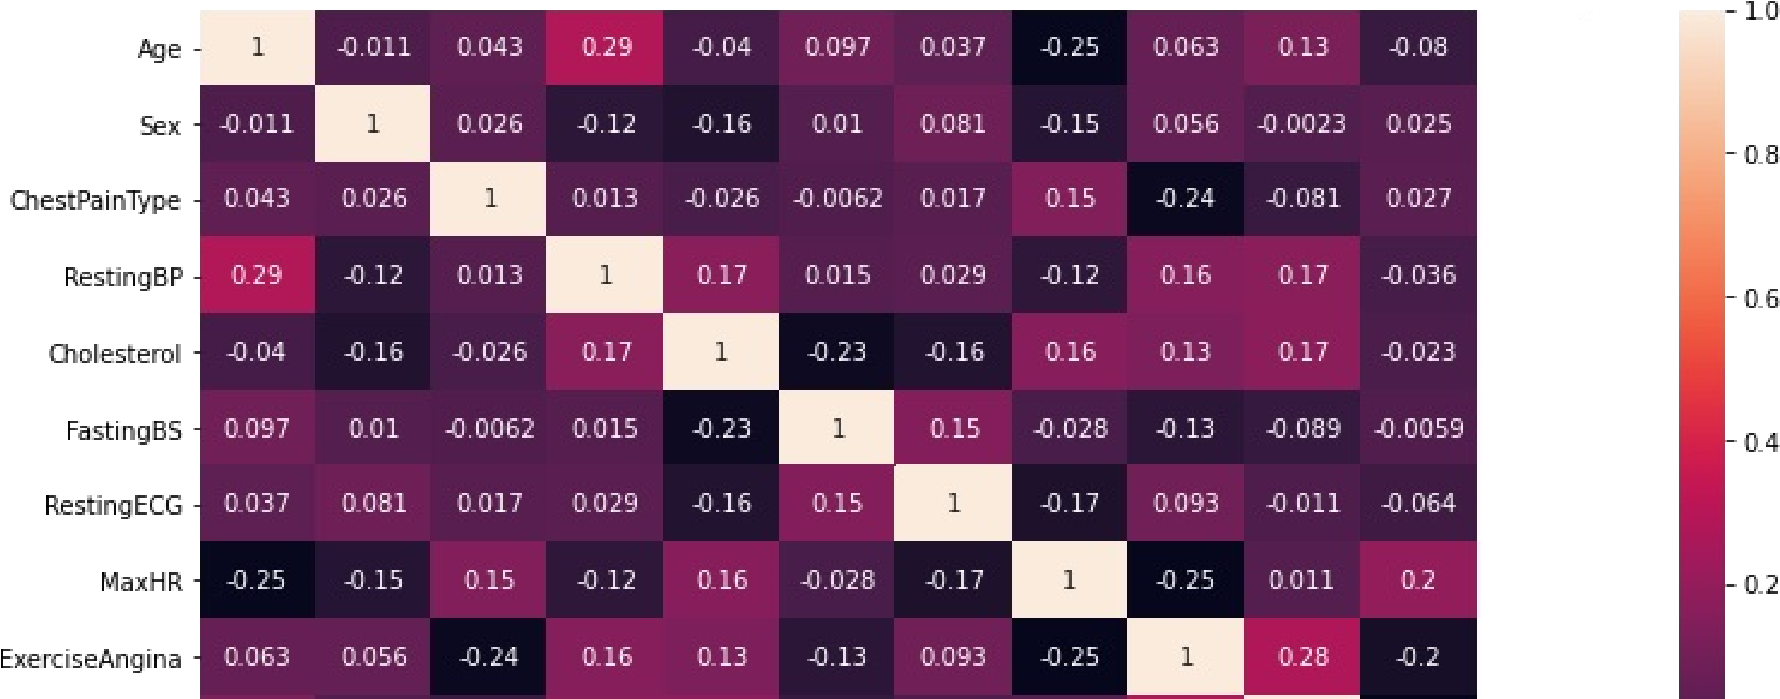 Age 1 -0.011 0.043 0.29 -0.04 0.097 0.037 -0.25 0.063 0.13 -0.08
Sex -0.011 1 0.026 -0.12 -0.16 0.01 0.081 -0.15 0.056 -0.0023 0.025
ChestPainType 0.043 0.026 1 0.013 -0.026 -0.0062 0.017 0.15 -0.24 -0.081 0.027
RestingBP 0.29 -0.12 0.013 1 0.17 0.015 0.029 -0.12 0.16 0.17 -0.036
Cholesterol -0.04 -0.16 -0.026 0.17 1 -0.23 -0.16 0.16 0.13 0.17 -0.023
FastingBS 0.097 0.01 -0.0062 0.015 -0.23 1 0.15 -0.028 -0.13 -0.089 -0.0059
RestingECG 0.037 0.081 0.017 0.029 -0.16 0.15 1 -0.17 0.093 -0.011 -0.064
MaxHR -0.25 -0.15 0.15 -0.12 0.16 -0.028 -0.17 1 -0.25 0.011 0.2
ExerciseAngina 0.063 0.056 -0.24 0.16 0.13 -0.13 0.093 -0.25 1 0.28 -0.2
1.0
0.8
0.6
0.4
0.2